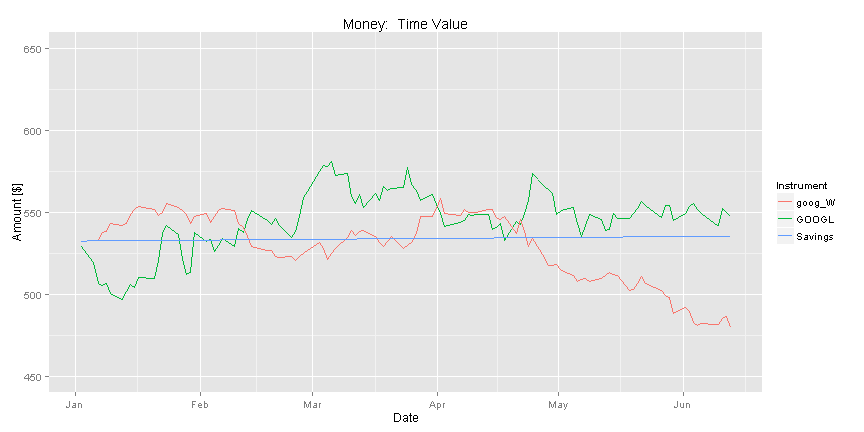 Money:  Time Value
650
600
550
500
450
Amount [$]
Jan Feb Mar Apr May Jun
Date
Instrument
goog_W
GOOGL
Savings